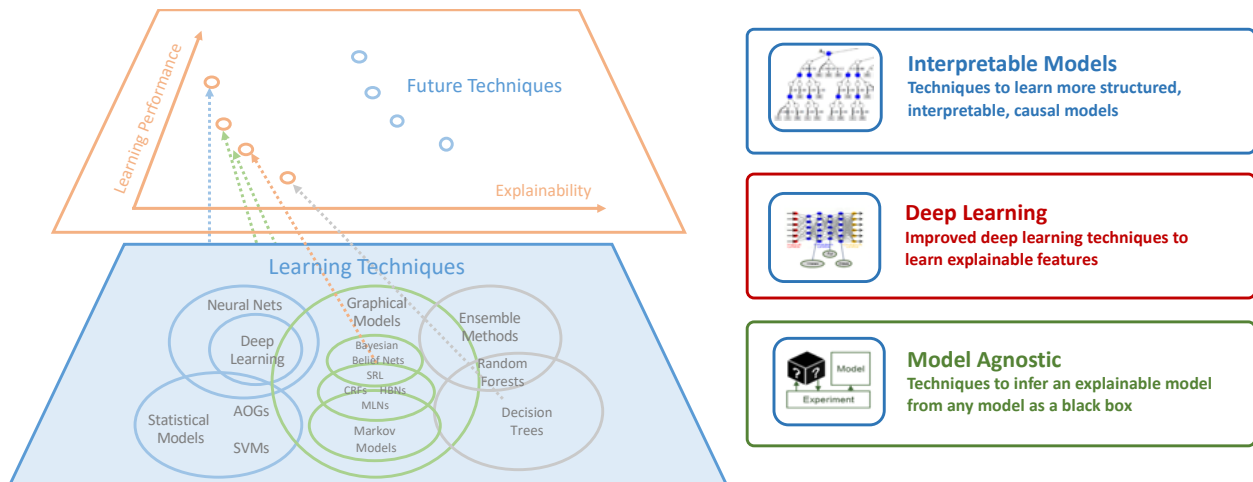 Learning Performance
Future Techniques
Explainability
Learning Techniques
Neural Nets
Deep
Learning
Statistical
Models
AOGs
SVMs
Graphical
Models
Bayesian
Belief Nets
SRL
CRFs HBNs
MLNs
Markov
Models
Ensemble
Methods
Random
Forests
Decision
Trees
Interpretable Models
Techniques to learn more structured,
interpretable, causal models
Deep Learning
Improved deep learning techniques to
learn explainable features
? ?
Model
Experiment
Model Agnostic
Techniques to infer an explainable model
from any model as a black box